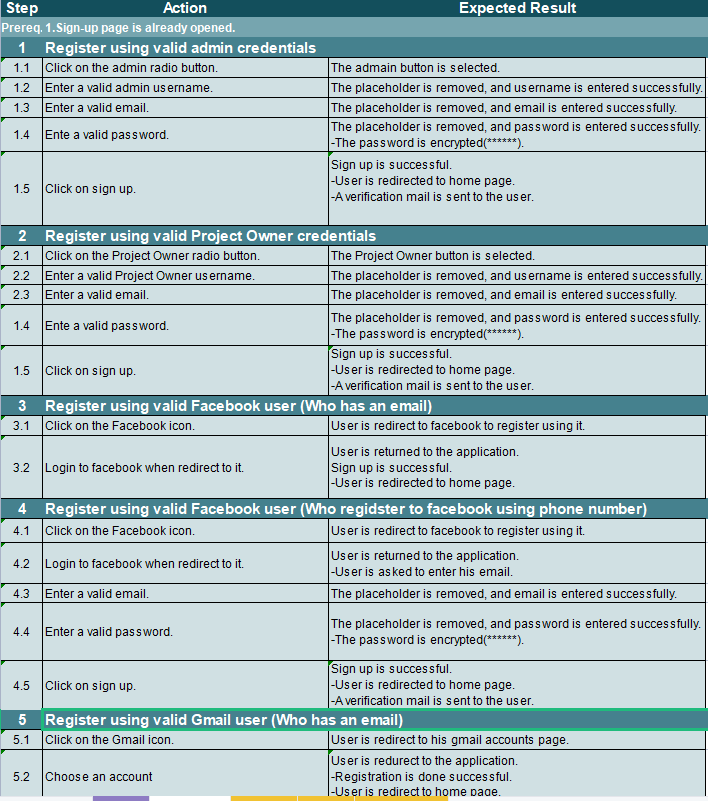 Step Action Expected Result
Prereq. 1.Sign-up page is already opened.
1 Register using valid admin credentials
1.1 Click on the admin radio button. The admain button is selected.
1.2 Enter a valid admin username. The placeholder is removed, and username is entered successfully.
1.3 Enter a valid email. The placeholder is removed, and email is entered successfully.
1.4 Ente a valid password. The placeholder is removed, and password is entered successfully.
-The password is encrypted(******).
1.5 Click on sign up. Sign up is successful.
-User is redirected to home page.
-A verification mail is sent to the user.
2 Register using valid Project Owner credentials
2.1 Click on the Project Owner radio button. The Project Owner button is selected.
2.2 Enter a valid Project Owner username. The placeholder is removed, and username is entered successfully.
2.3 Enter a valid email. The placeholder is removed, and email is entered successfully.
1.4 Ente a valid password. The placeholder is removed, and password is entered successfully.
-The password is encrypted(******).
1.5 Click on sign up. Sign up is successful.
-User is redirected to home page.
-A verification mail is sent to the user.
3 Register using valid Facebook user (Who has an email)
3.1 Click on the Facebook icon. User is redirect to facebook to register using it.
3.2 Login to facebook when redirect to it. User is returned to the application.
Sign up is successful.
-User is redirected to home page.
4 Register using valid Facebook user (Who regidster to facebook using phone number)
4.1 Click on the Facebook icon. User is redirect to facebook to register using it.
4.2 Login to facebook when redirect to it. User is returned to the application.
-User is asked to enter his email.
4.3 Enter a valid email. The placeholder is removed, and email is entered successfully.
4.4 Enter a valid password. The placeholder is removed, and password is entered successfully.
-The password is encrypted(******).
4.5 Click on sign up. Sign up is successful.
-User is redirected to home page.
-A verification mail is sent to the user.
5 Register using valid Gmail user (Who has an email)
5.1 Click on the Gmail icon. User is redirect to his gmail accounts page.
5.2 Choose an account User is redurect to the application.
-Registration is done successful.
-User is redirect to home page.